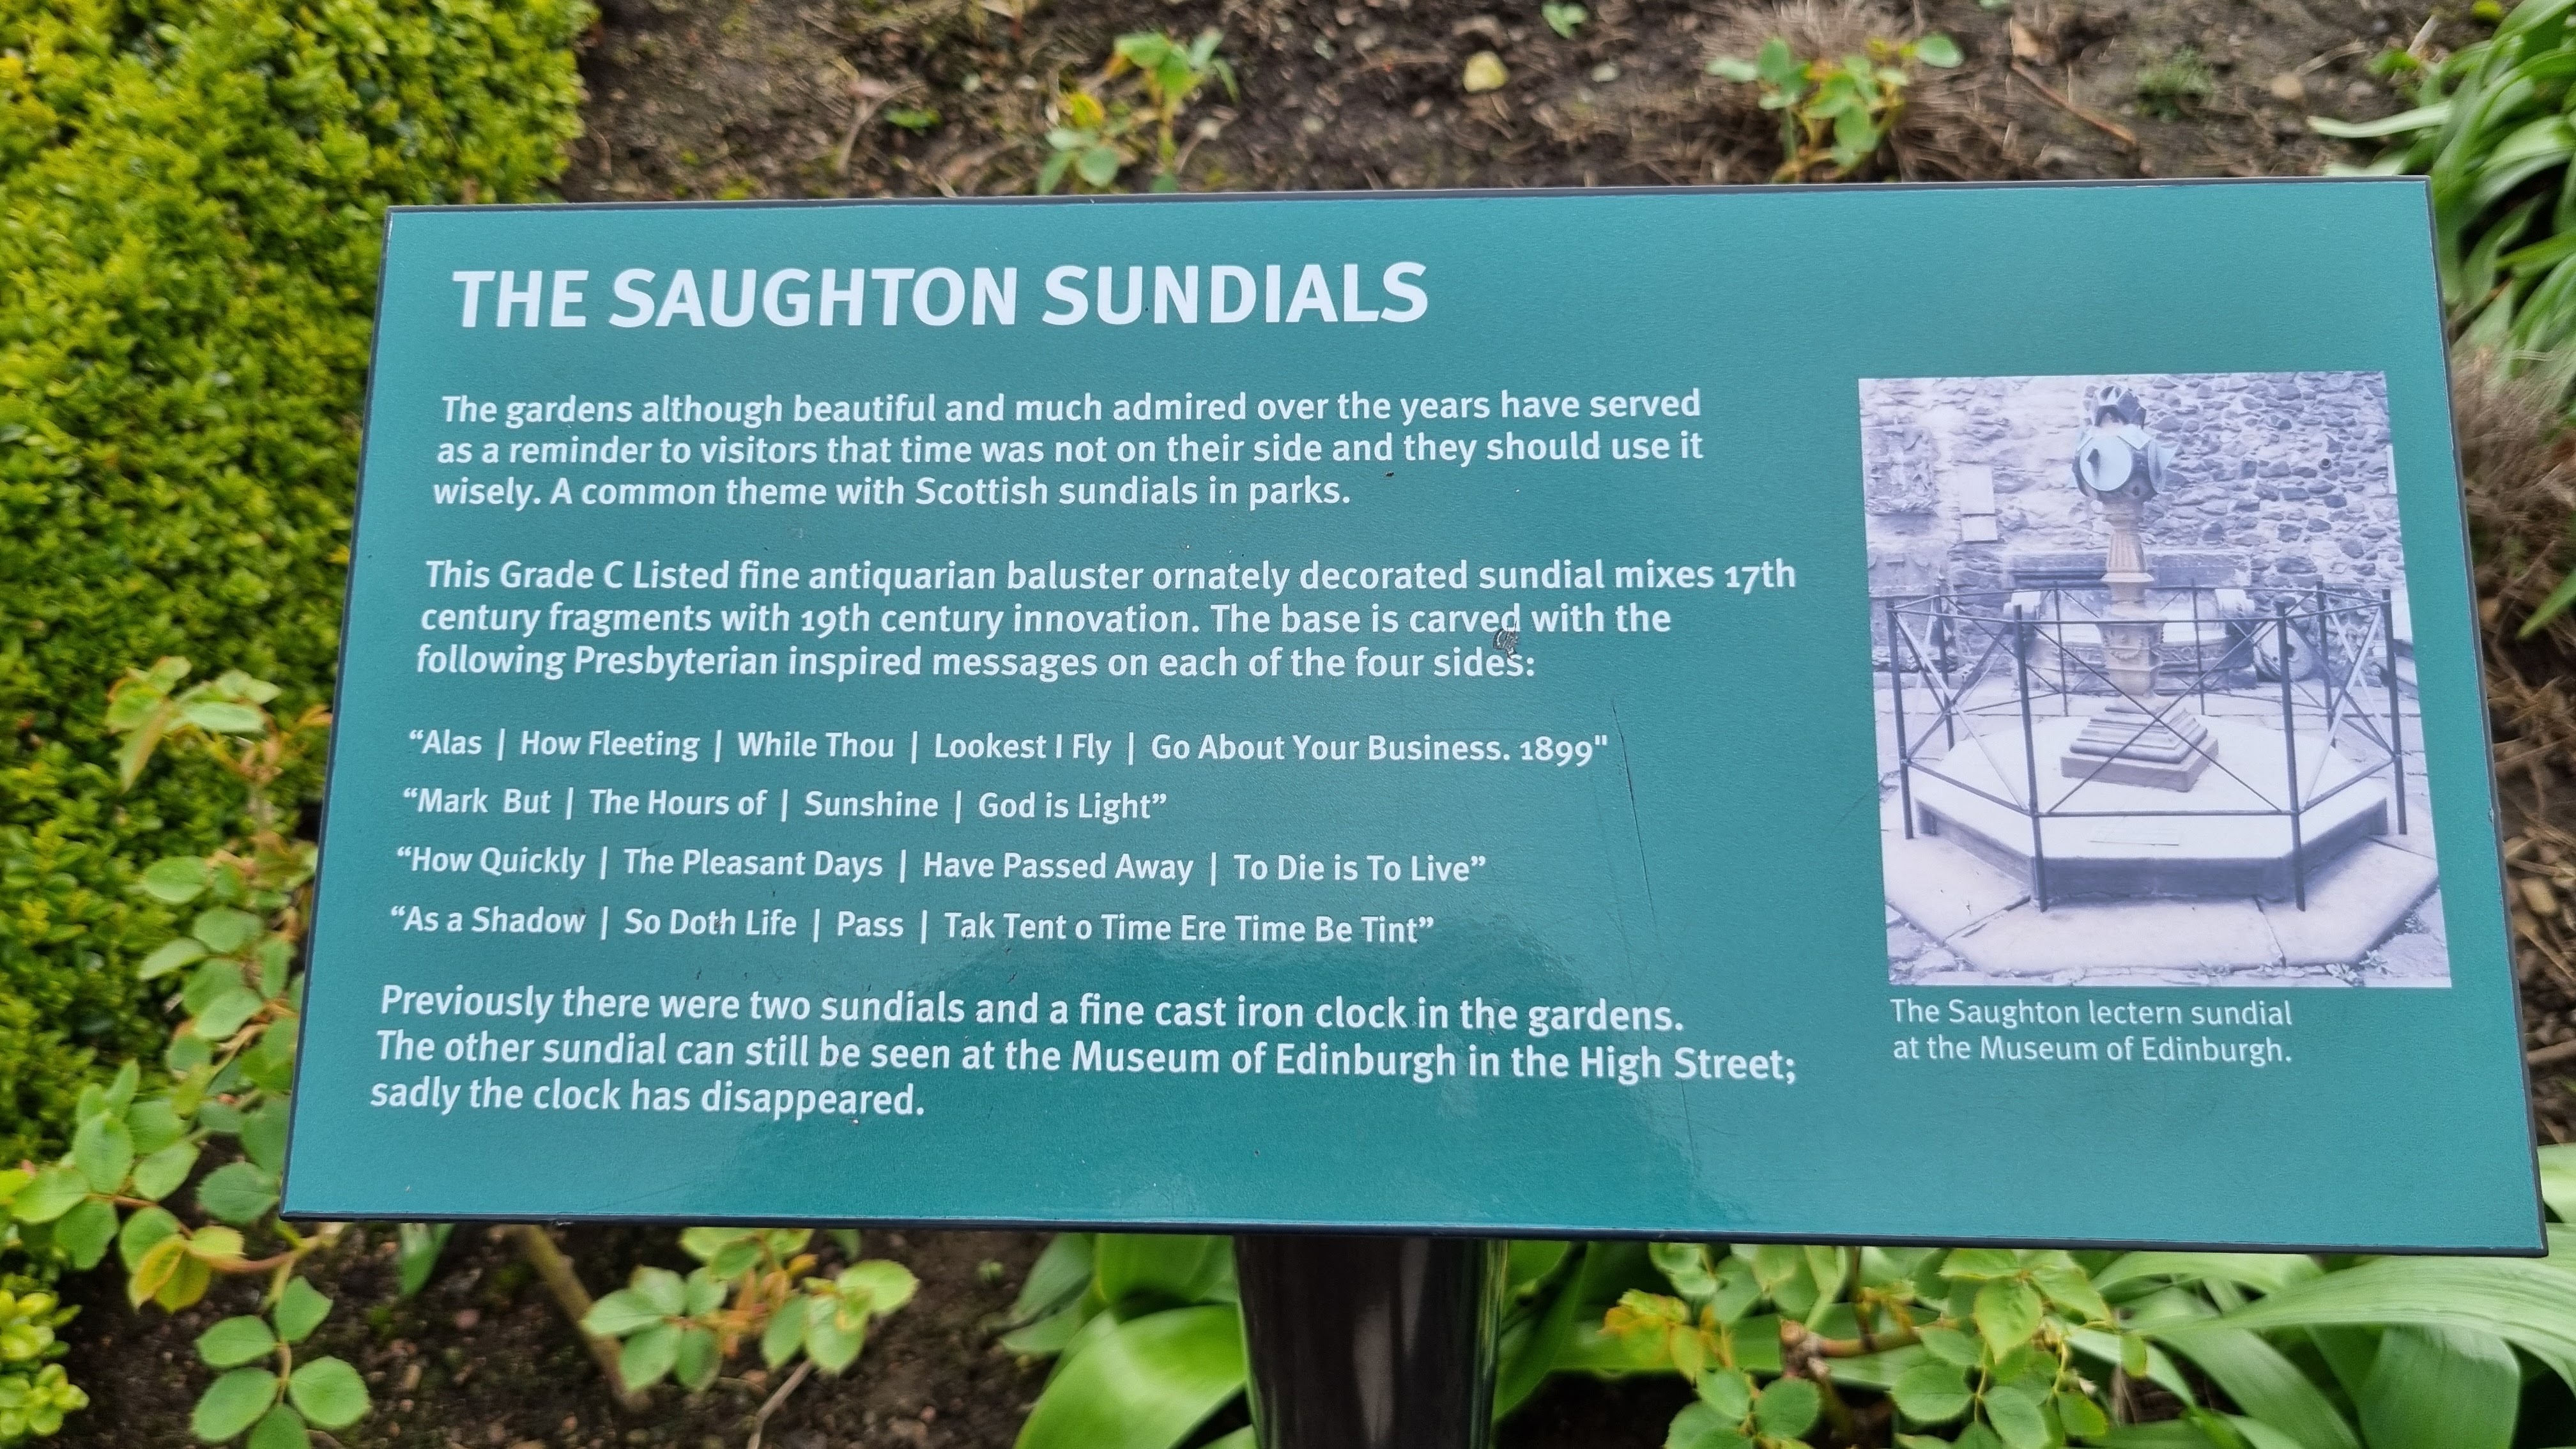 THE SAUGHTON SUNDIALS
The gardens although beautiful and much admired over the years have served
as a reminder to visitors that time was not on their side and they should use it
wisely. A common theme with Scottish sundials in parks.
This Grade C Listed fine antiquarian baluster ornately decorated sundial mixes 17th
century fragments with 19th century innovation. The base is carved with the
following Presbyterian inspired messages on each of the four sides:
“Alas | How Fleeting | While Thou | Lookest I Fly | Go About Your Business. 1899"
“Mark But | The Hours of | Sunshine | God is Light”
“How Quickly | The Pleasant Days | Have Passed Away | To Die is To Live”
“As a Shadow | So Doth Life | Pass | Tak Tent o Time Ere Time Be Tint”
Previously there were two sundials and a fine cast iron clock in the gardens.
The other sundial can still be seen at the Museum of Edinburgh in the High Street;
sadly the clock has disappeared.
The Saughton lectern sundial
at the Museum of Edinburgh.